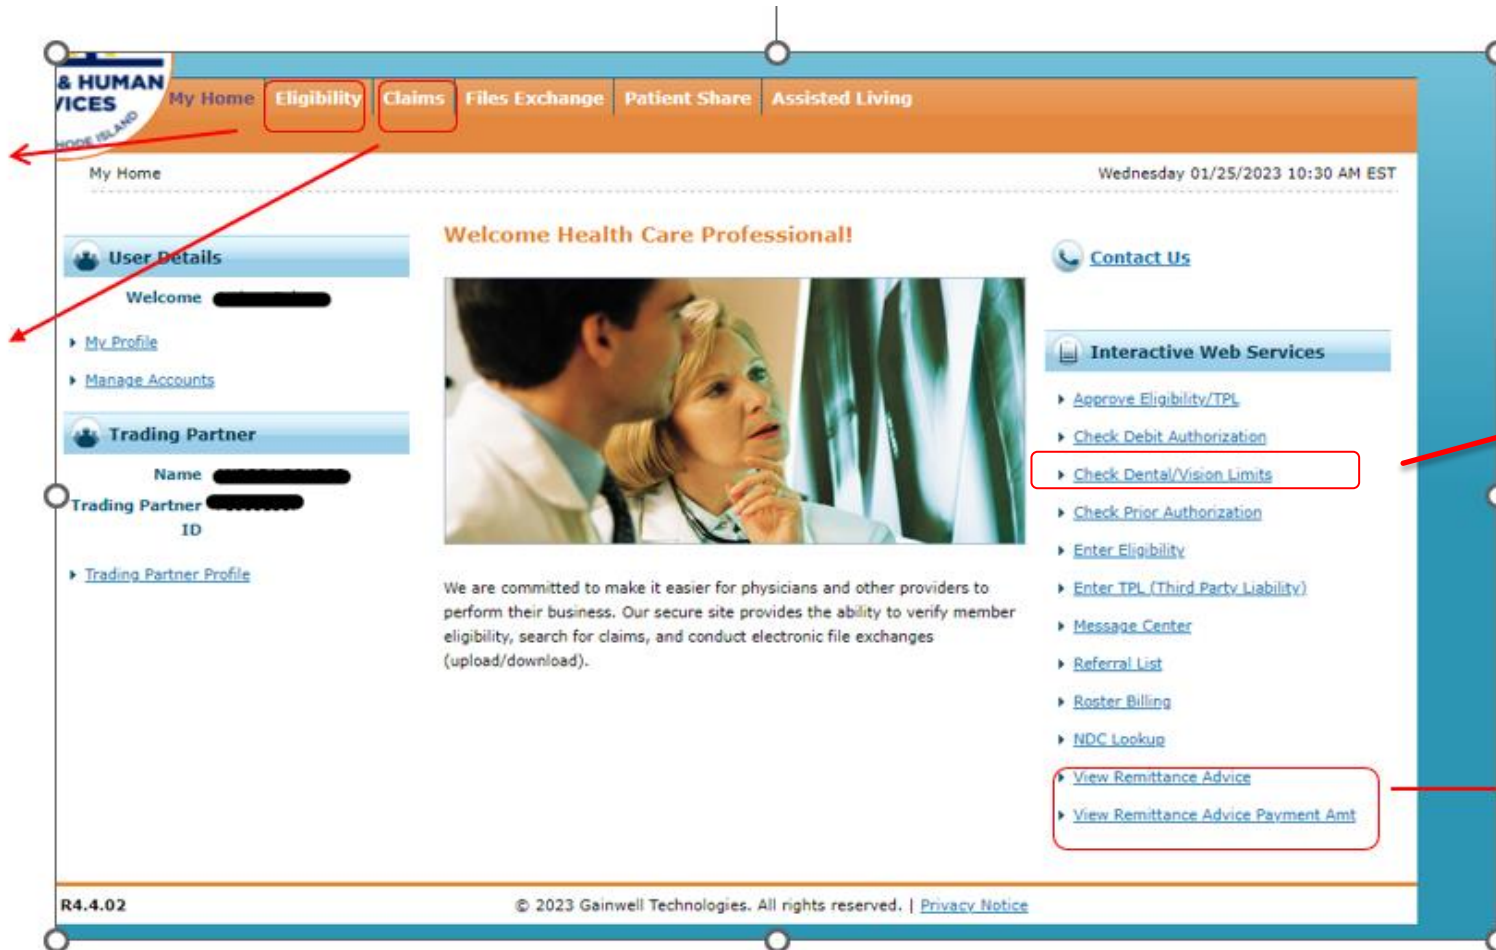 & HUMAN
VICES
HODE ISLAND
My Home Eligibility Claims Files Exchange Patient Share Assisted Living
My Home
Wednesday 01/25/2023 10:30 AM EST
User Details
Welcome
My Profile
Manage Accounts
Trading Partner
Name
Trading Partner
ID
Trading Partner Profile
Welcome Health Care Professional!
We are committed to make it easier for physicians and other providers to
perform their business. Our secure site provides the ability to verify member
eligibility, search for claims, and conduct electronic file exchanges
(upload/download).
Contact Us
Interactive Web Services
Approve Eligibility/TPL
Check Debit Authorization
Check Dental/Vision Limits
Check Prior Authorization
Enter Eligibility
Enter TPL (Third Party Liability)
Message Center
Referral List
Roster Billing
NDC Lookup
View Remittance Advice
View Remittance Advice Payment Amt
R4.4.02
© 2023 Gainwell Technologies. All rights reserved. | Privacy Notice